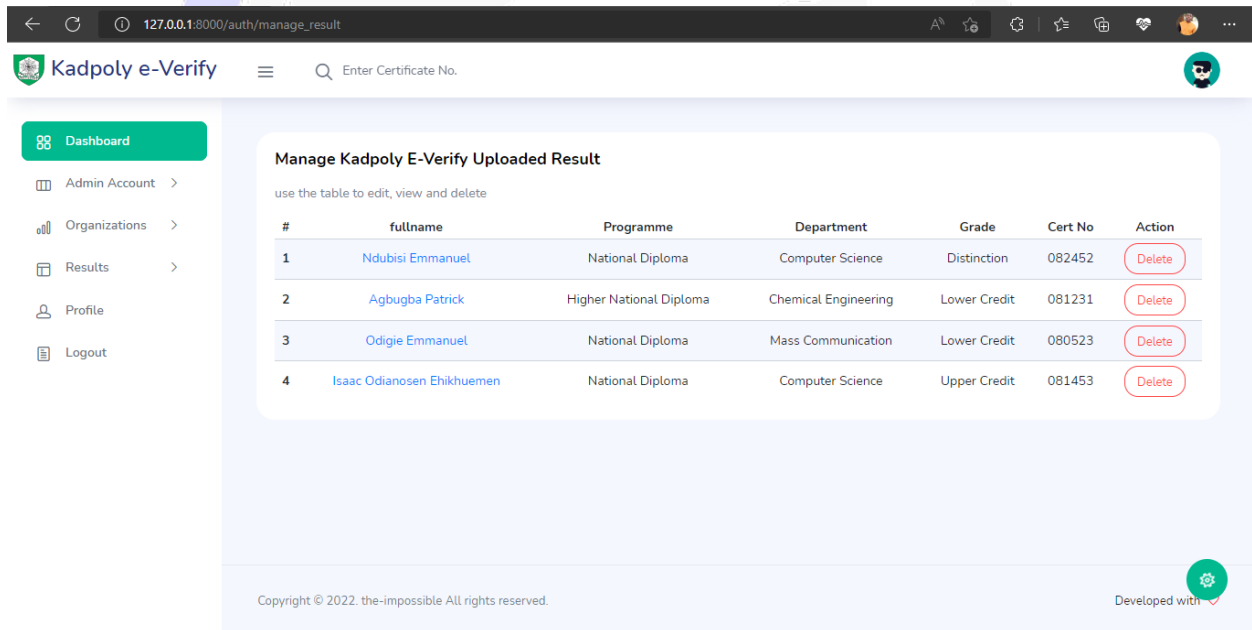 127.0.0.1:8000/auth/manage_result
Kadpoly e-Verify
Enter Certificate No.
Dashboard
Admin Account
Organizations
Results
Profile
Logout
Manage Kadpoly E-Verify Uploaded Result
use the table to edit, view and delete
# fullname Programme Department Grade Cert No Action
1 Ndubisi Emmanuel National Diploma Computer Science Distinction 082452 Delete
2 Agbugba Patrick Higher National Diploma Chemical Engineering Lower Credit 081231 Delete
3 Odigie Emmanuel National Diploma Mass Communication Lower Credit 080523 Delete
4 Isaac Odianosen Ehikhuemen National Diploma Computer Science Upper Credit 081453 Delete
Copyright © 2022. the-impossible All rights reserved.
Developed with